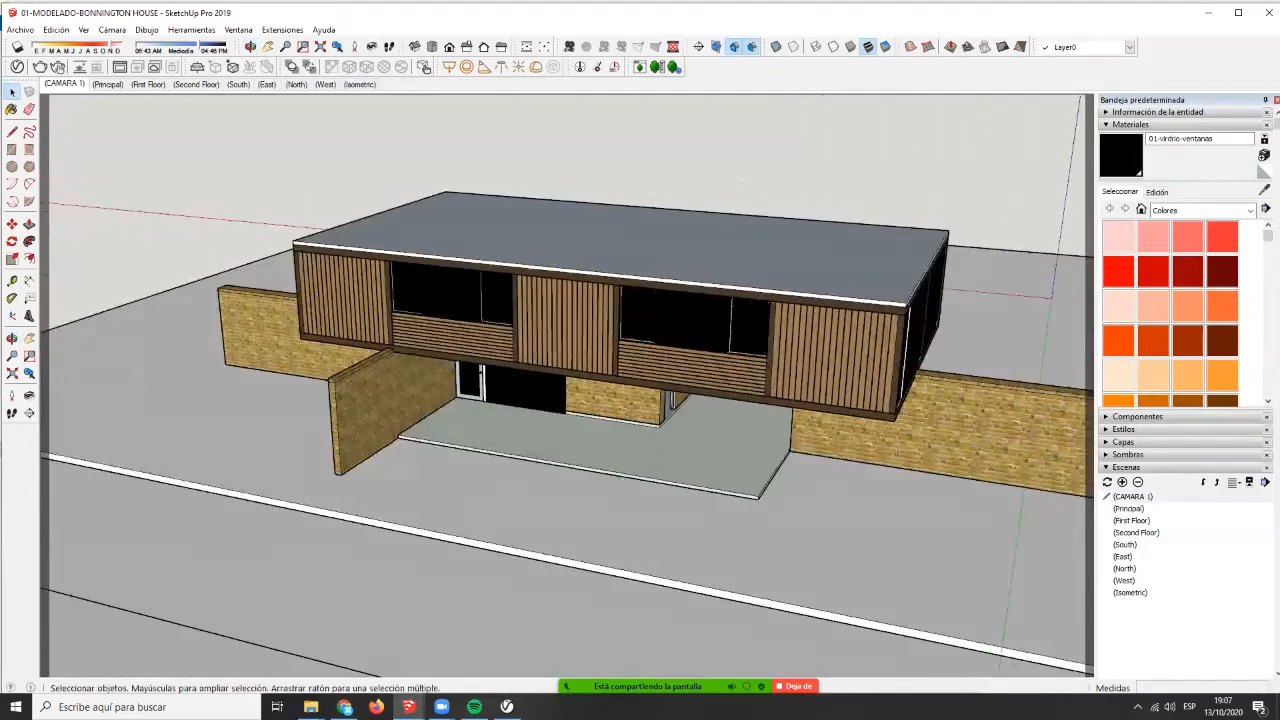 01-MODELADO-BONNINGTON HOUSE - SketchUp Pro 2019
Archivo Edición Ver Cámara Dibujo Herramientas Ventana Extensiones Ayuda
E F M A M J J A S O N D 06:43 AM Mediodía 04:46 PM Layer0
(CAMARA 1) (Principal) (First Floor) (Second Floor) (South) (East) (North) (West) (Isometric)
Bandeja predeterminada
Información de la entidad
Materiales
01-virdrio-ventanas
Seleccionar Edición
Colores
Componentes
Estilos
Capas
Sombras
Escenas
(CAMARA 1)
(Principal)
(First Floor)
(Second Floor)
(South)
(East)
(North)
(West)
(Isometric)
Seleccionar objetos. Mayúsculas para ampliar selección. Arrastrar ratón para una selección múltiple.
Está compartiendo la pantalla
Deja de
Medidas
Escribe aquí para buscar
ESP
19:07
13/10/2020
2